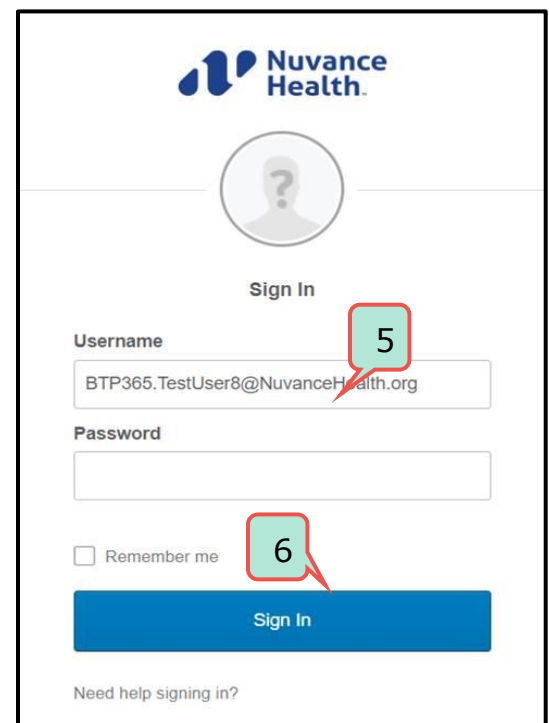 Nuvance
Health™
?
Sign In
Username
5
BTP365.TestUser8@NuvanceHealth.org
Password
Remember me
6
Sign In
Need help signing in?